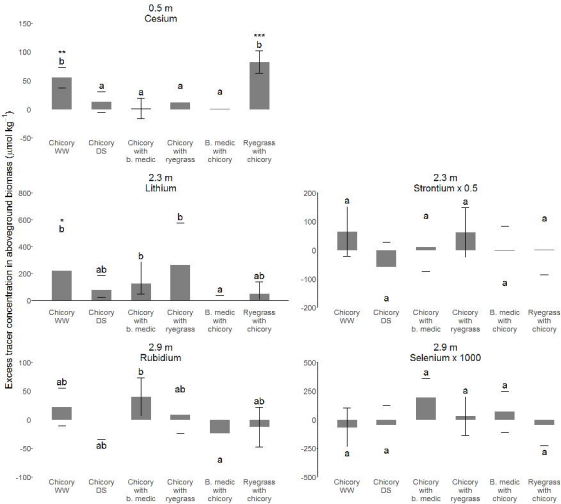 Excess tracer concentration in aboveground biomass (µmol kg⁻¹)
0.5 m
Cesium
150
100
50
0
-50
**
b
a
a
a
a
***
b
Chicory
WW
Chicory
DS
Chicory
with
b. medic
Chicory
with
ryegrass
B. medic
with
chicory
Ryegrass
with
chicory
2.3 m
Lithium
800
600
400
200
0
*
b
ab
b
b
a
ab
Chicory
WW
Chicory
DS
Chicory
with
b. medic
Chicory
with
ryegrass
B. medic
with
chicory
Ryegrass
with
chicory
2.3 m
Strontium x 0.5
200
100
0
-100
-200
a
a
a
a
a
a
Chicory
WW
Chicory
DS
Chicory
with
b. medic
Chicory
with
ryegrass
B. medic
with
chicory
Ryegrass
with
chicory
2.9 m
Rubidium
100
50
0
-50
-100
ab
ab
b
ab
a
ab
Chicory
WW
Chicory
DS
Chicory
with
b. medic
Chicory
with
ryegrass
B. medic
with
chicory
Ryegrass
with
chicory
2.9 m
Selenium x 1000
500
250
0
-250
-500
a
a
a
a
a
a
Chicory
WW
Chicory
DS
Chicory
with
b. medic
Chicory
with
ryegrass
B. medic
with
chicory
Ryegrass
with
chicory